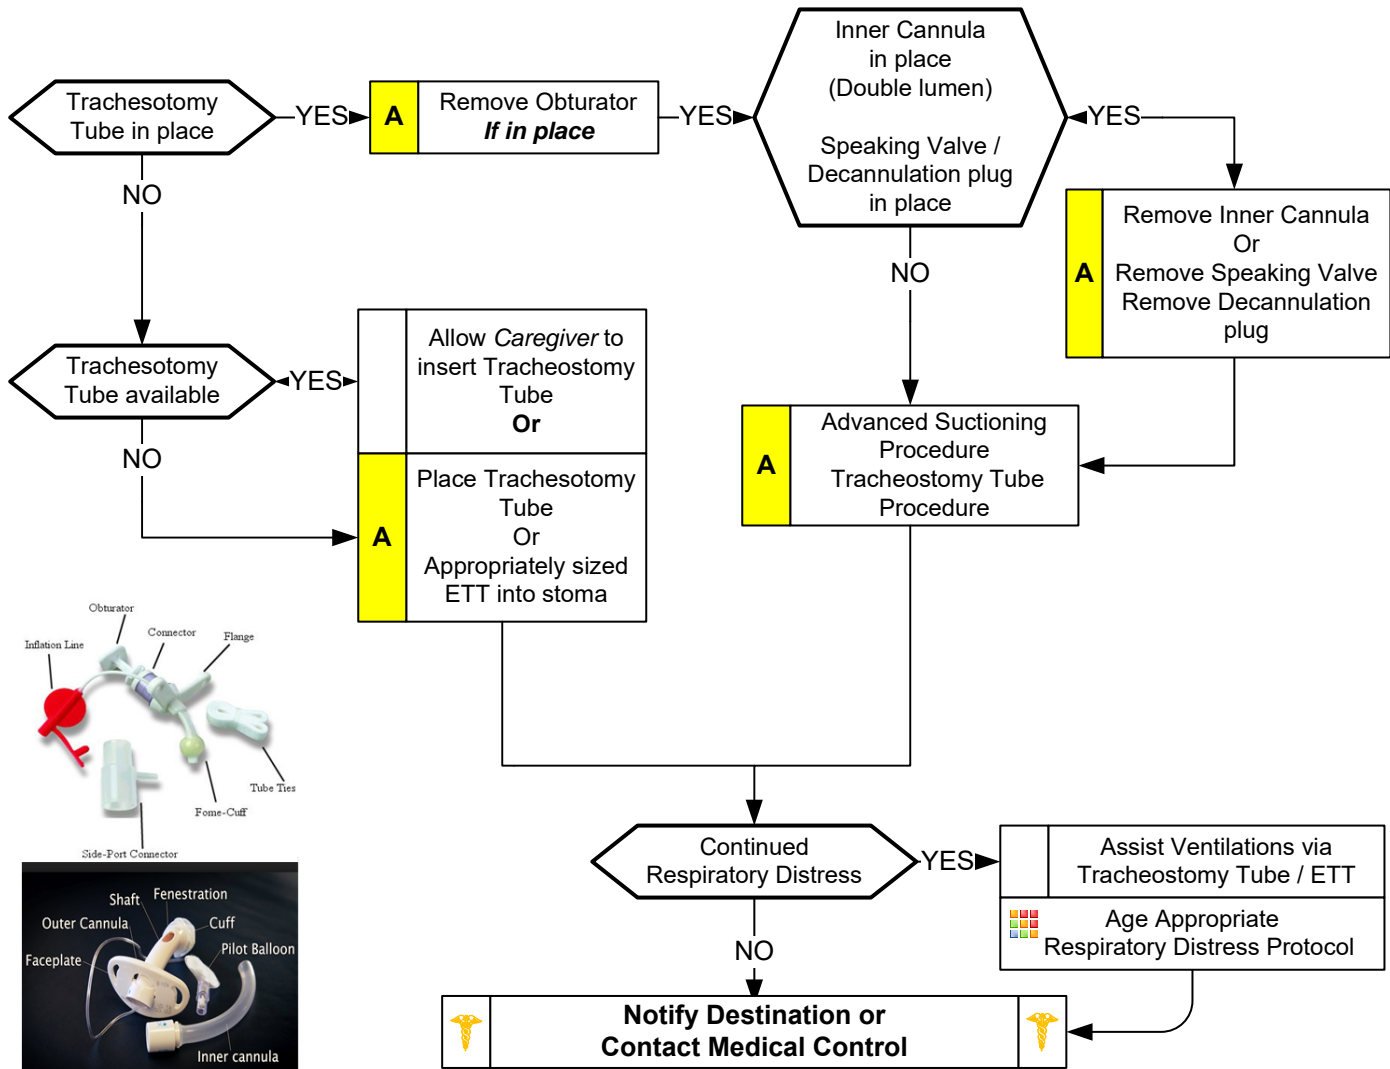 Trachesotomy
Tube in place
YES
A
Remove Obturator
If in place
YES
Inner Cannula
in place
(Double lumen)
Speaking Valve /
Decannulation plug
in place
YES
A
Remove Inner Cannula
Or
Remove Speaking Valve
Remove Decannulation
plug
NO
NO
Trachesotomy
Tube available
YES
Allow Caregiver to
insert Tracheostomy
Tube
Or
NO
A
Place Trachesotomy
Tube
Or
Appropriately sized
ETT into stoma
A
Advanced Suctioning
Procedure
Tracheostomy Tube
Procedure
Obturator
Connector
Flange
Inflation Line
Tube Ties
Fome-Cuff
Side-Port Connector
Fenestration
Shaft
Outer Cannula
Cuff
Pilot Balloon
Faceplate
Inner cannula
Continued
Respiratory Distress
YES
Assist Ventilations via
Tracheostomy Tube / ETT
Age Appropriate
Respiratory Distress Protocol
NO
Notify Destination or
Contact Medical Control